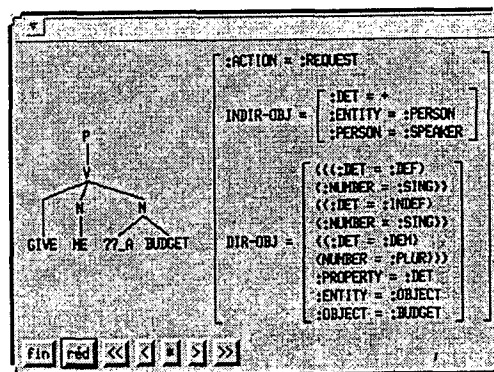 :ACTION = :REQUEST
INDIR-OBJ =
:DET = +
:ENTITY = :PERSON
:PERSON = :SPEAKER
P
V
N N
GIVE ME ??_A BUDGET
DIR-OBJ =
(((:DET = :DEF)
(:NUMBER = :SING))
((:DET = :INDEF)
(:NUMBER = :SING))
((:DET = :DEM)
(NUMBER = :PLUR)))
:PROPERTY = :DET
:ENTITY = :OBJECT
:OBJECT = :BUDGET
fin red << < * > >>